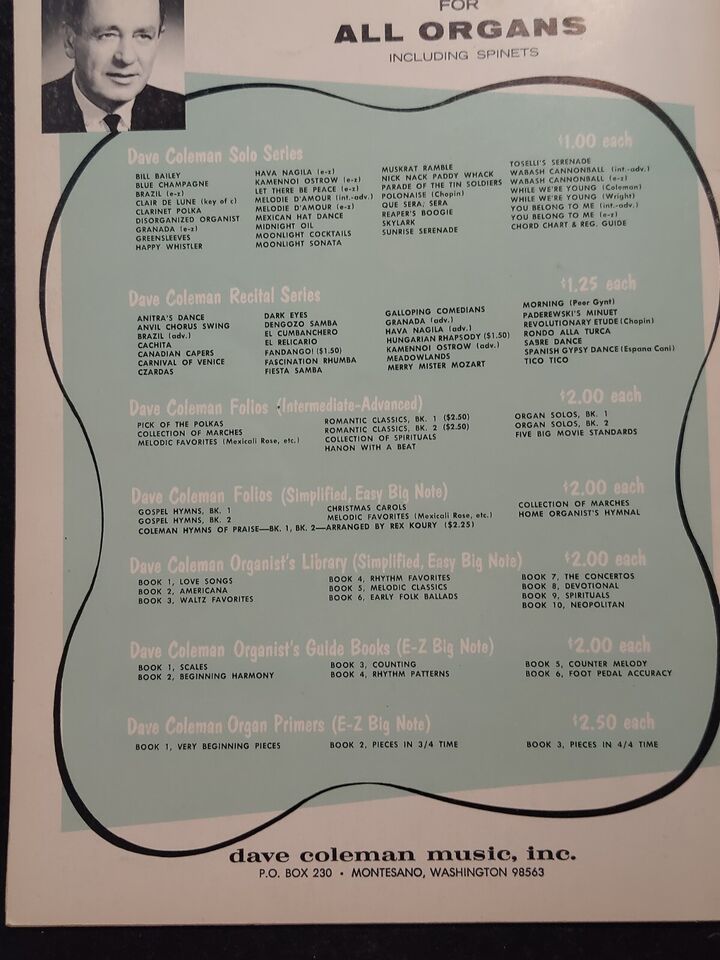 FOR
ALL ORGANS
INCLUDING SPINETS
Dave Coleman Solo Series $1.00 each
BILL BAILEY
BLUE CHAMPAGNE
BRAZIL (e-z)
CLAIR DE LUNE (key of c)
CLARINET POLKA
DISORGANIZED ORGANIST
GRANADA (e-z)
GREENSLEEVES
HAPPY WHISTLER
HAVA NAGILA (e-z)
KAMENNOI OSTROW (e-z)
LET THERE BE PEACE (e-z)
MELODIE D'AMOUR (int.-adv.)
MELODIE D'AMOUR (e-z)
MEXICAN HAT DANCE
MIDNIGHT OIL
MOONLIGHT COCKTAILS
MOONLIGHT SONATA
MUSKRAT RAMBLE
NICK NACK PADDY WHACK
PARADE OF THE TIN SOLDIERS
POLONAISE (Chopin)
QUE SERA, SERA
REAPER'S BOOGIE
SKYLARK
SUNRISE SERENADE
TOSELLI'S SERENADE
WABASH CANNONBALL (int.-adv.)
WABASH CANNONBALL (e-z)
WHILE WE'RE YOUNG (Coleman)
WHILE WE'RE YOUNG (Wright)
YOU BELONG TO ME (int.-adv.)
YOU BELONG TO ME (e-z)
CHORD CHART & REG. GUIDE
Dave Coleman Recital Series $1.25 each
ANITRA'S DANCE
ANVIL CHORUS SWING
BRAZIL (adv.)
CACHITA
CANADIAN CAPERS
CARNIVAL OF VENICE
CZARDAS
DARK EYES
DENGOZO SAMBA
EL CUMBANCHERO
EL RELICARIO
FANDANGO! ($1.50)
FASCINATION RHUMBA
FIESTA SAMBA
GALLOPING COMEDIANS
GRANADA (adv.)
HAVA NAGILA (adv.)
HUNGARIAN RHAPSODY ($1.50)
KAMENNOI OSTROW (adv.)
MEADOWLANDS
MERRY MISTER MOZART
MORNING (Peer Gynt)
PADEREWSKI'S MINUET
REVOLUTIONARY ETUDE (Chopin)
RONDO ALLA TURCA
SABRE DANCE
SPANISH GYPSY DANCE (Espana Cani)
TICO TICO
Dave Coleman Folios (Intermediate-Advanced) $2.00 each
PICK OF THE POLKAS
COLLECTION OF MARCHES
MELODIC FAVORITES (Mexicali Rose, etc.)
ROMANTIC CLASSICS, BK. 1 ($2.50)
ROMANTIC CLASSICS, BK. 2 ($2.50)
COLLECTION OF SPIRITUALS
HANON WITH A BEAT
ORGAN SOLOS, BK. 1
ORGAN SOLOS, BK. 2
FIVE BIG MOVIE STANDARDS
Dave Coleman Folios (Simplified, Easy Big Note) $2.00 each
GOSPEL HYMNS, BK. 1
GOSPEL HYMNS, BK. 2
CHRISTMAS CAROLS
MELODIC FAVORITES (Mexicali Rose, etc.)
COLLECTION OF MARCHES
HOME ORGANIST'S HYMNAL
COLEMAN HYMNS OF PRAISE—BK. 1, BK. 2—ARRANGED BY REX KOURY ($2.25)
Dave Coleman Organist's Library (Simplified, Easy Big Note) $2.00 each
BOOK 1, LOVE SONGS
BOOK 2, AMERICANA
BOOK 3, WALTZ FAVORITES
BOOK 4, RHYTHM FAVORITES
BOOK 5, MELODIC CLASSICS
BOOK 6, EARLY FOLK BALLADS
BOOK 7, THE CONCERTOS
BOOK 8, DEVOTIONAL
BOOK 9, SPIRITUALS
BOOK 10, NEOPOLITAN
Dave Coleman Organist's Guide Books (E-Z Big Note) $2.00 each
BOOK 1, SCALES
BOOK 2, BEGINNING HARMONY
BOOK 3, COUNTING
BOOK 4, RHYTHM PATTERNS
BOOK 5, COUNTER MELODY
BOOK 6, FOOT PEDAL ACCURACY
Dave Coleman Organ Primers (E-Z Big Note) $2.50 each
BOOK 1, VERY BEGINNING PIECES
BOOK 2, PIECES IN 3/4 TIME
BOOK 3, PIECES IN 4/4 TIME
dave coleman music, inc.
P.O. BOX 230 • MONTESANO, WASHINGTON 98563